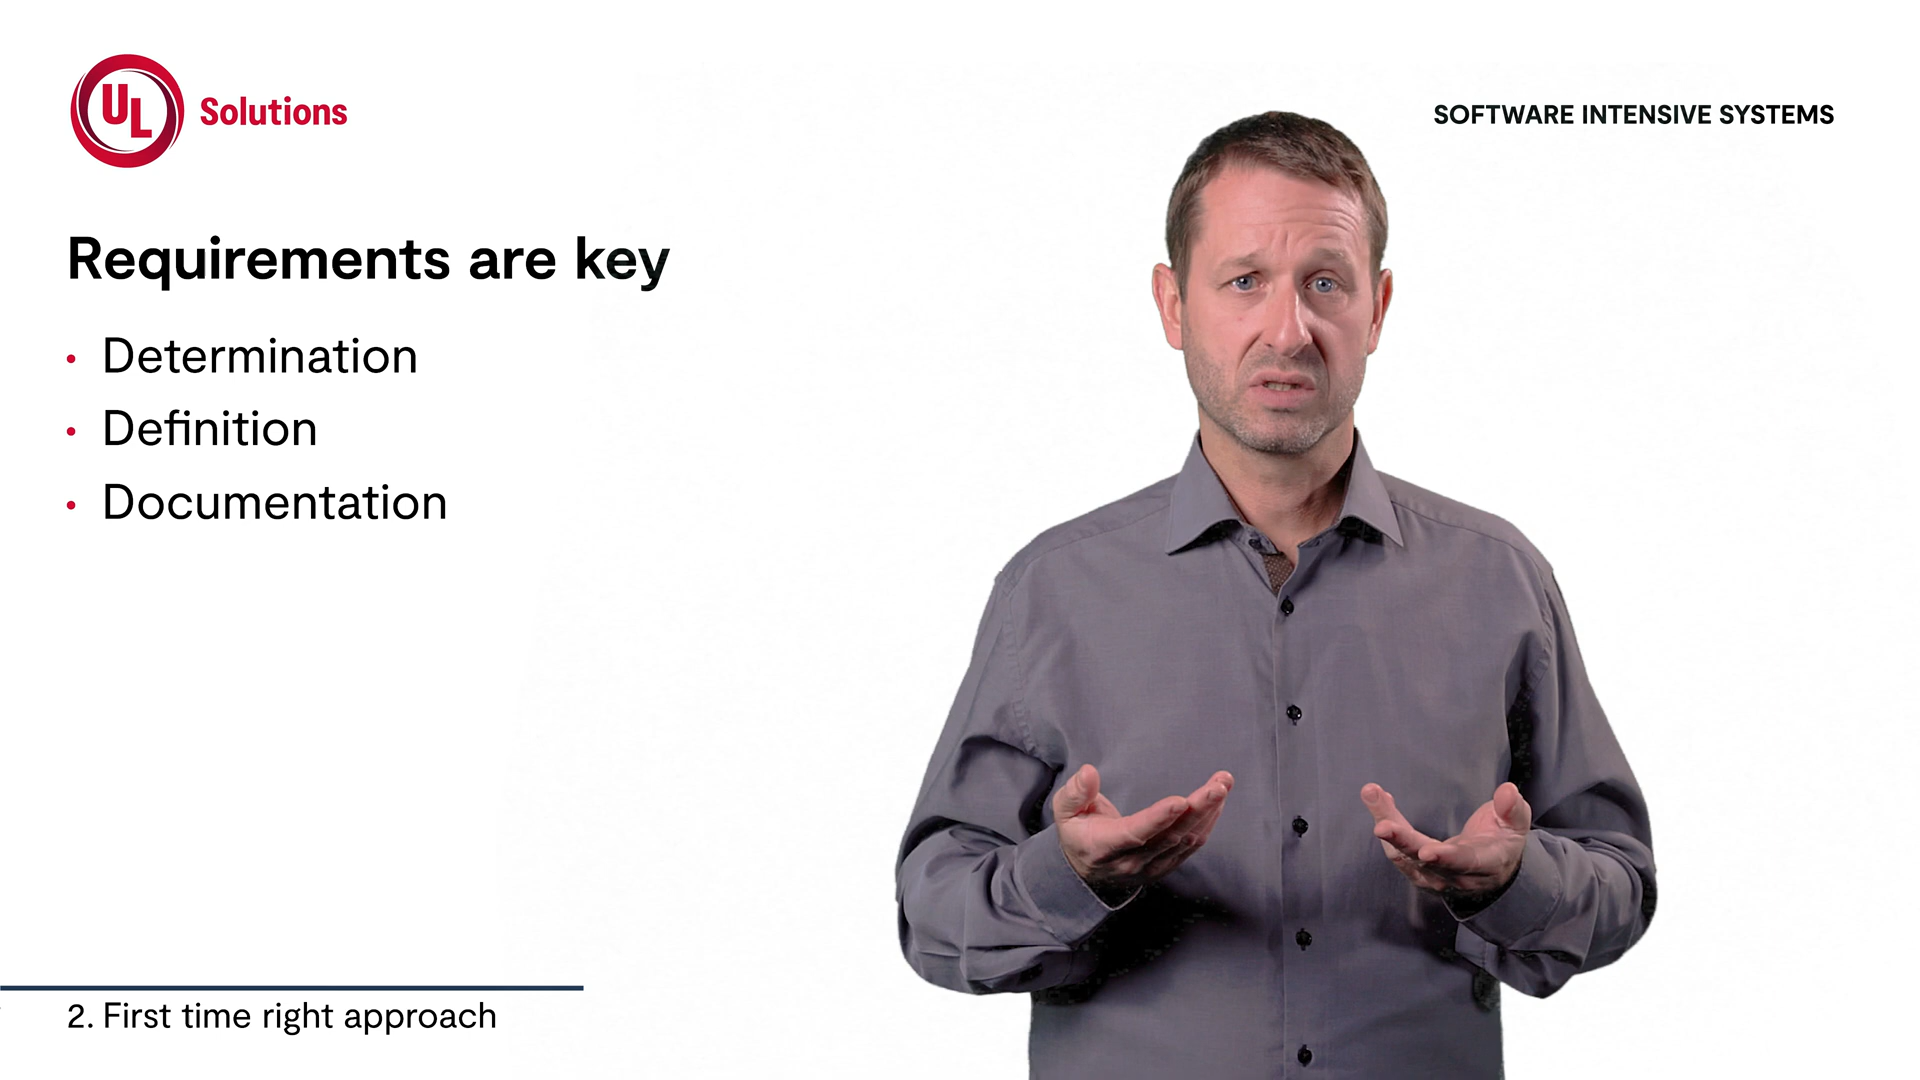 UL Solutions
SOFTWARE INTENSIVE SYSTEMS
Requirements are key
• Determination
• Definition
• Documentation
2. First time right approach